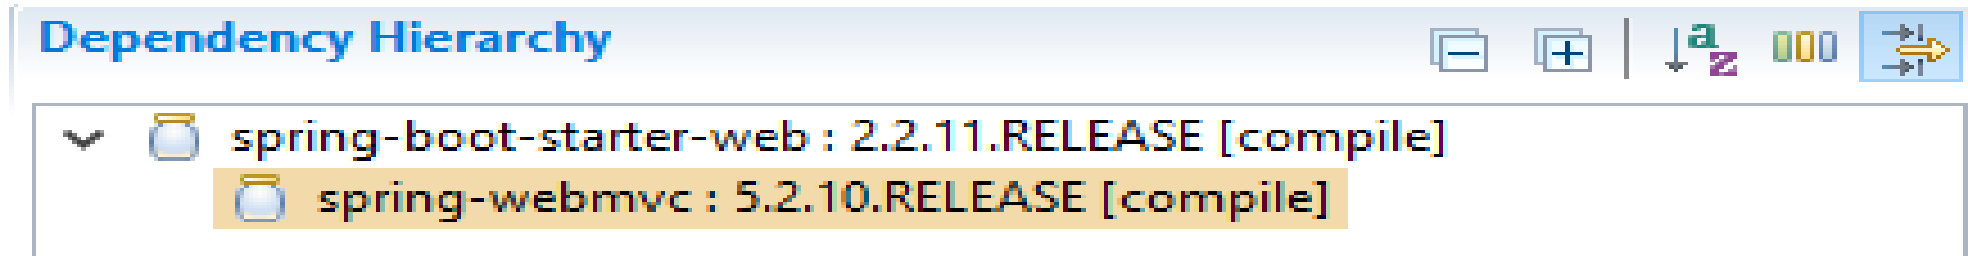 Dependency Hierarchy
spring-boot-starter-web : 2.2.11.RELEASE [compile]
spring-webmvc : 5.2.10.RELEASE [compile]